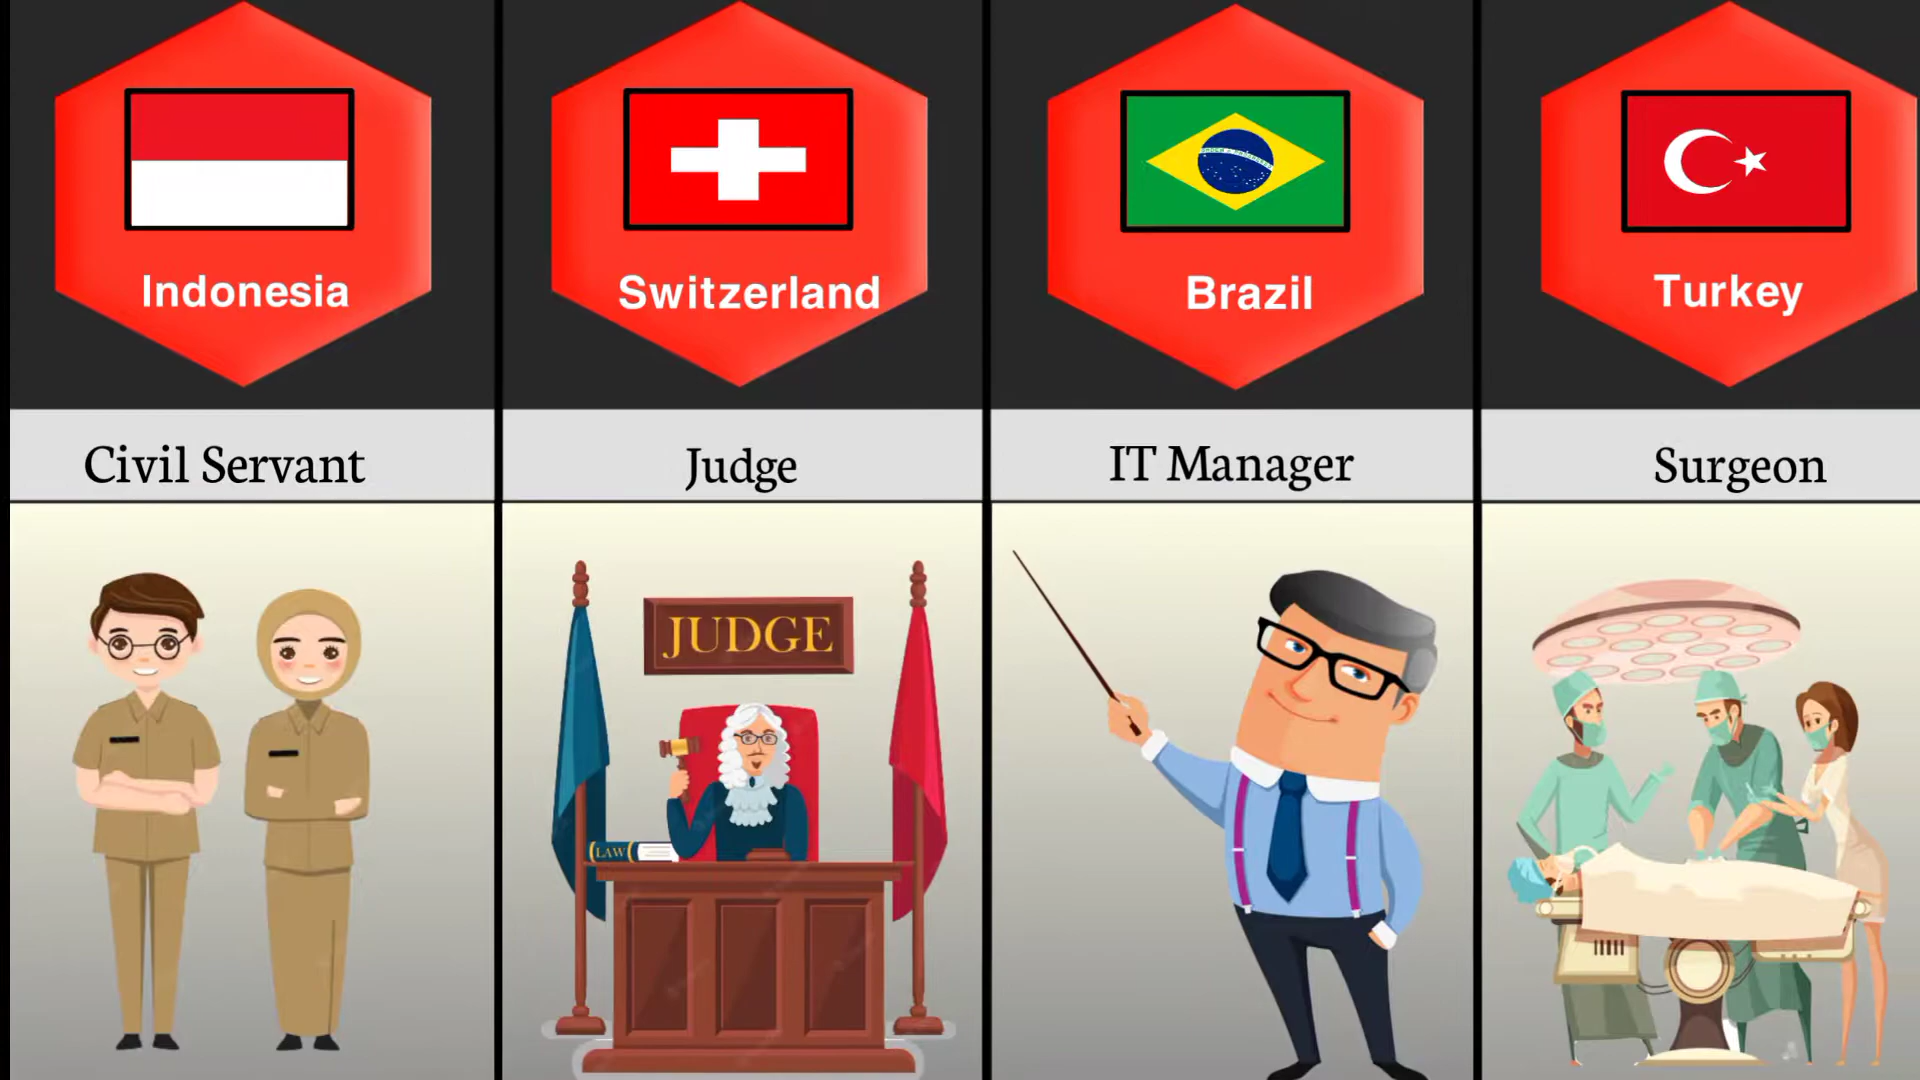 Indonesia
Switzerland
Brazil
Turkey
Civil Servant
Judge
IT Manager
Surgeon
JUDGE
LAW